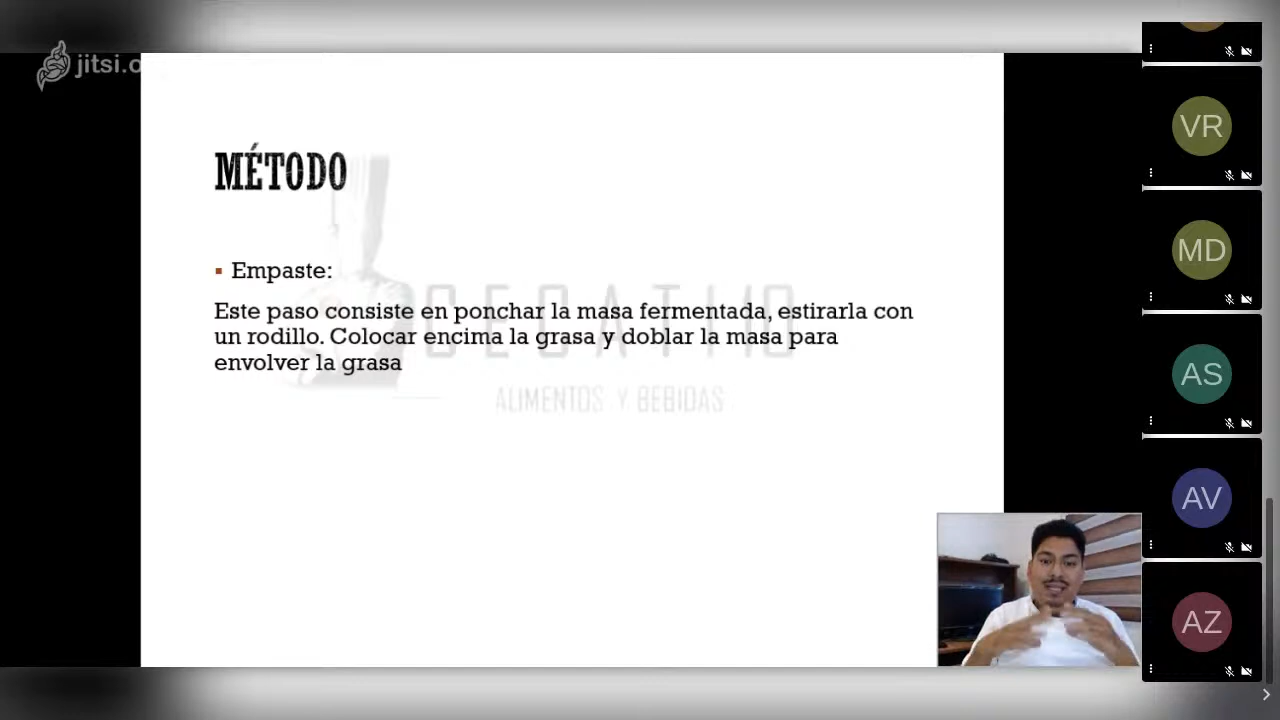 jitsi.o
MÉTODO
▪ Empaste:
Este paso consiste en ponchar la masa fermentada, estirarla con
un rodillo. Colocar encima la grasa y doblar la masa para
envolver la grasa
ALIMENTOS Y BEBIDAS
VR
MD
AS
AV
AZ